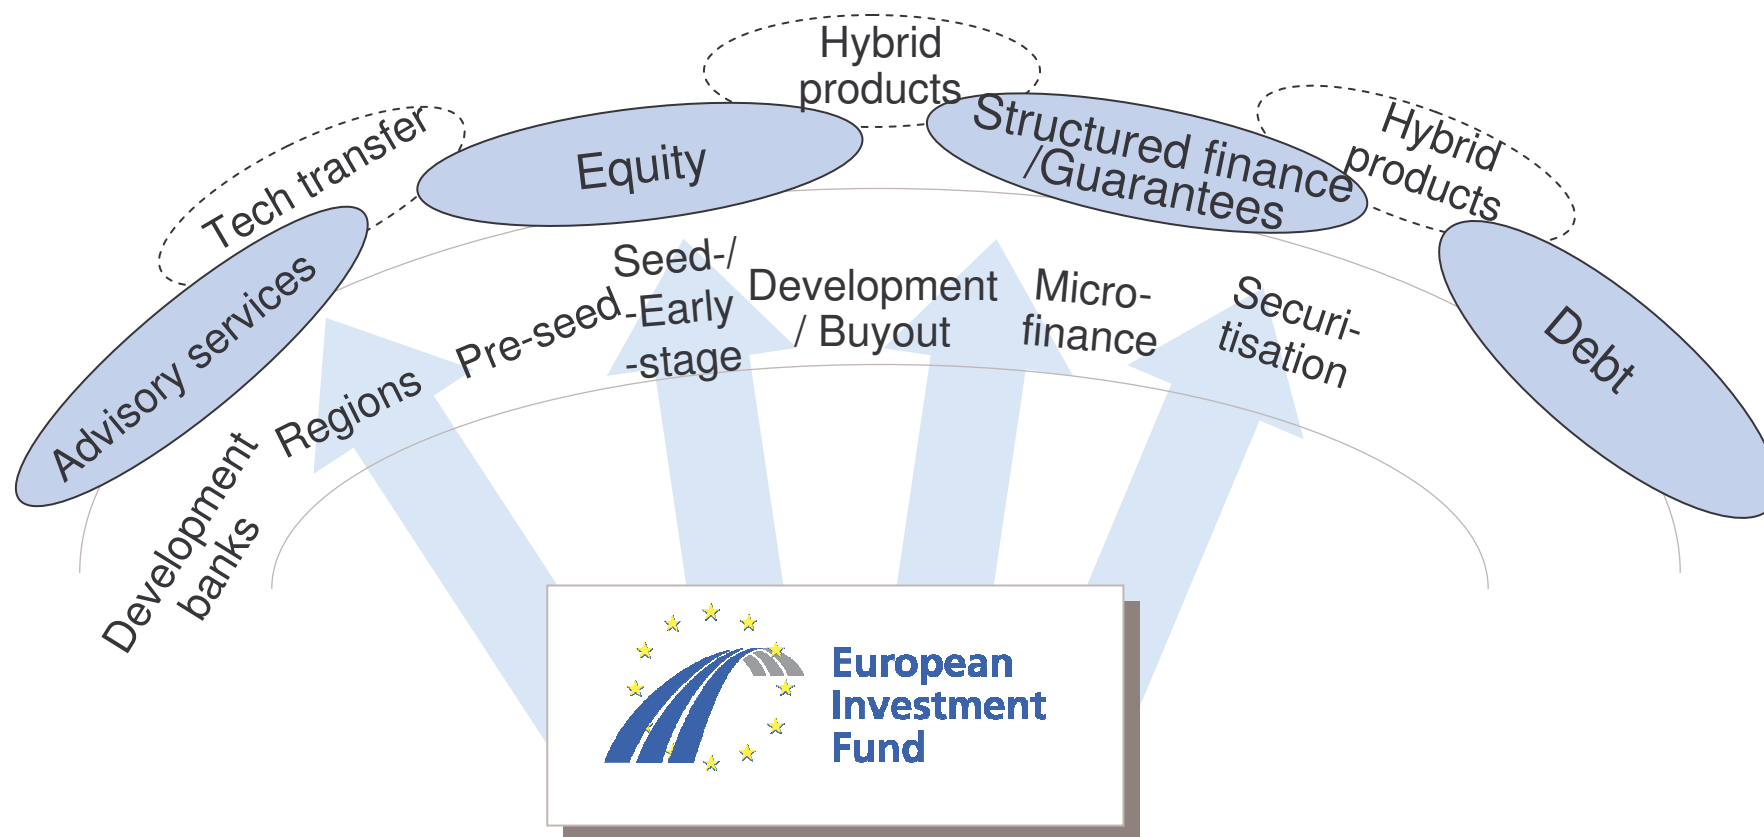 Hybrid
products
Tech transfer
Equity
Structured finance
/Guarantees
Hybrid
products
Advisory services
Debt
Development
banks
Regions
Pre-seed
Seed-/
-Early
-stage
Development
/ Buyout
Micro-
finance
Securi-
tisation
European
Investment
Fund